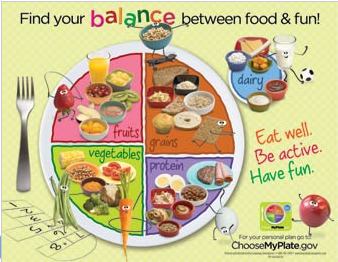 Find your balance between food & fun!
dairy
fruits
grains
vegetables
protein
Eat well.
Be active.
Have fun.
MyPlate
For your personal plan go to
ChooseMyPlate.gov